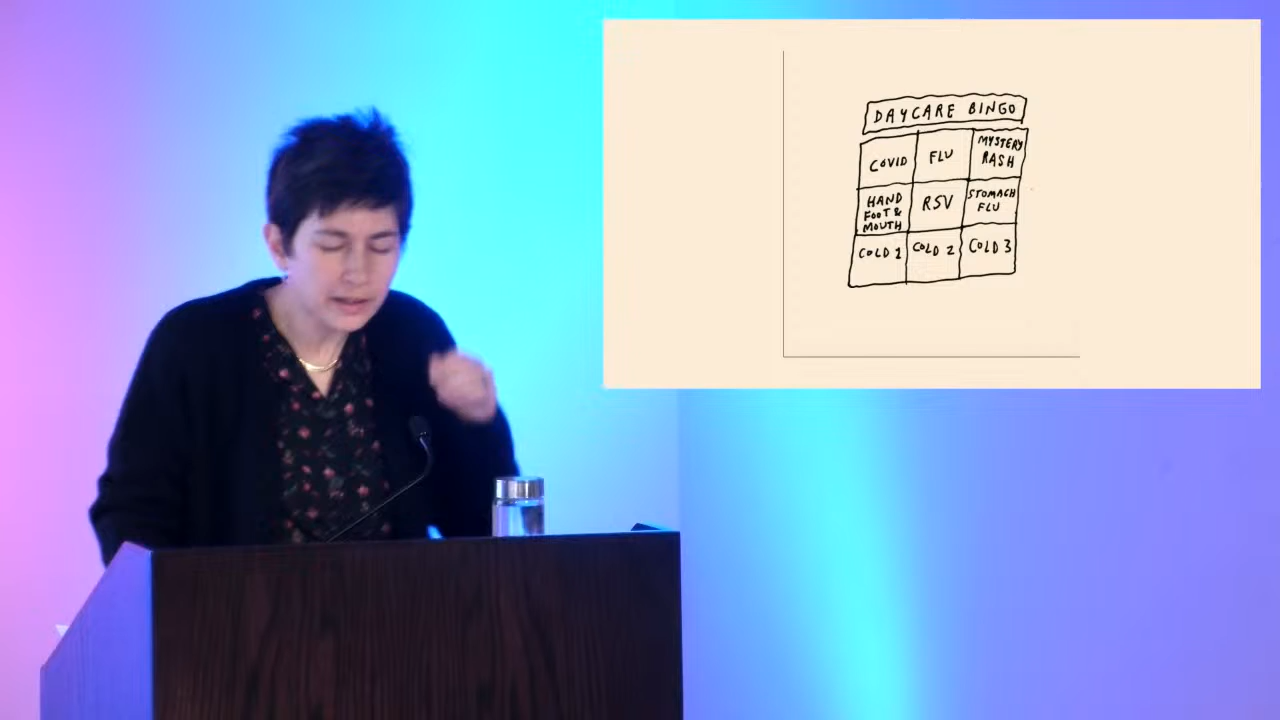 DAYCARE BINGO
COVID
FLU
MYSTERY
RASH
HAND
FOOT &
MOUTH
RSV
STOMACH
FLU
COLD 1
COLD 2
COLD 3